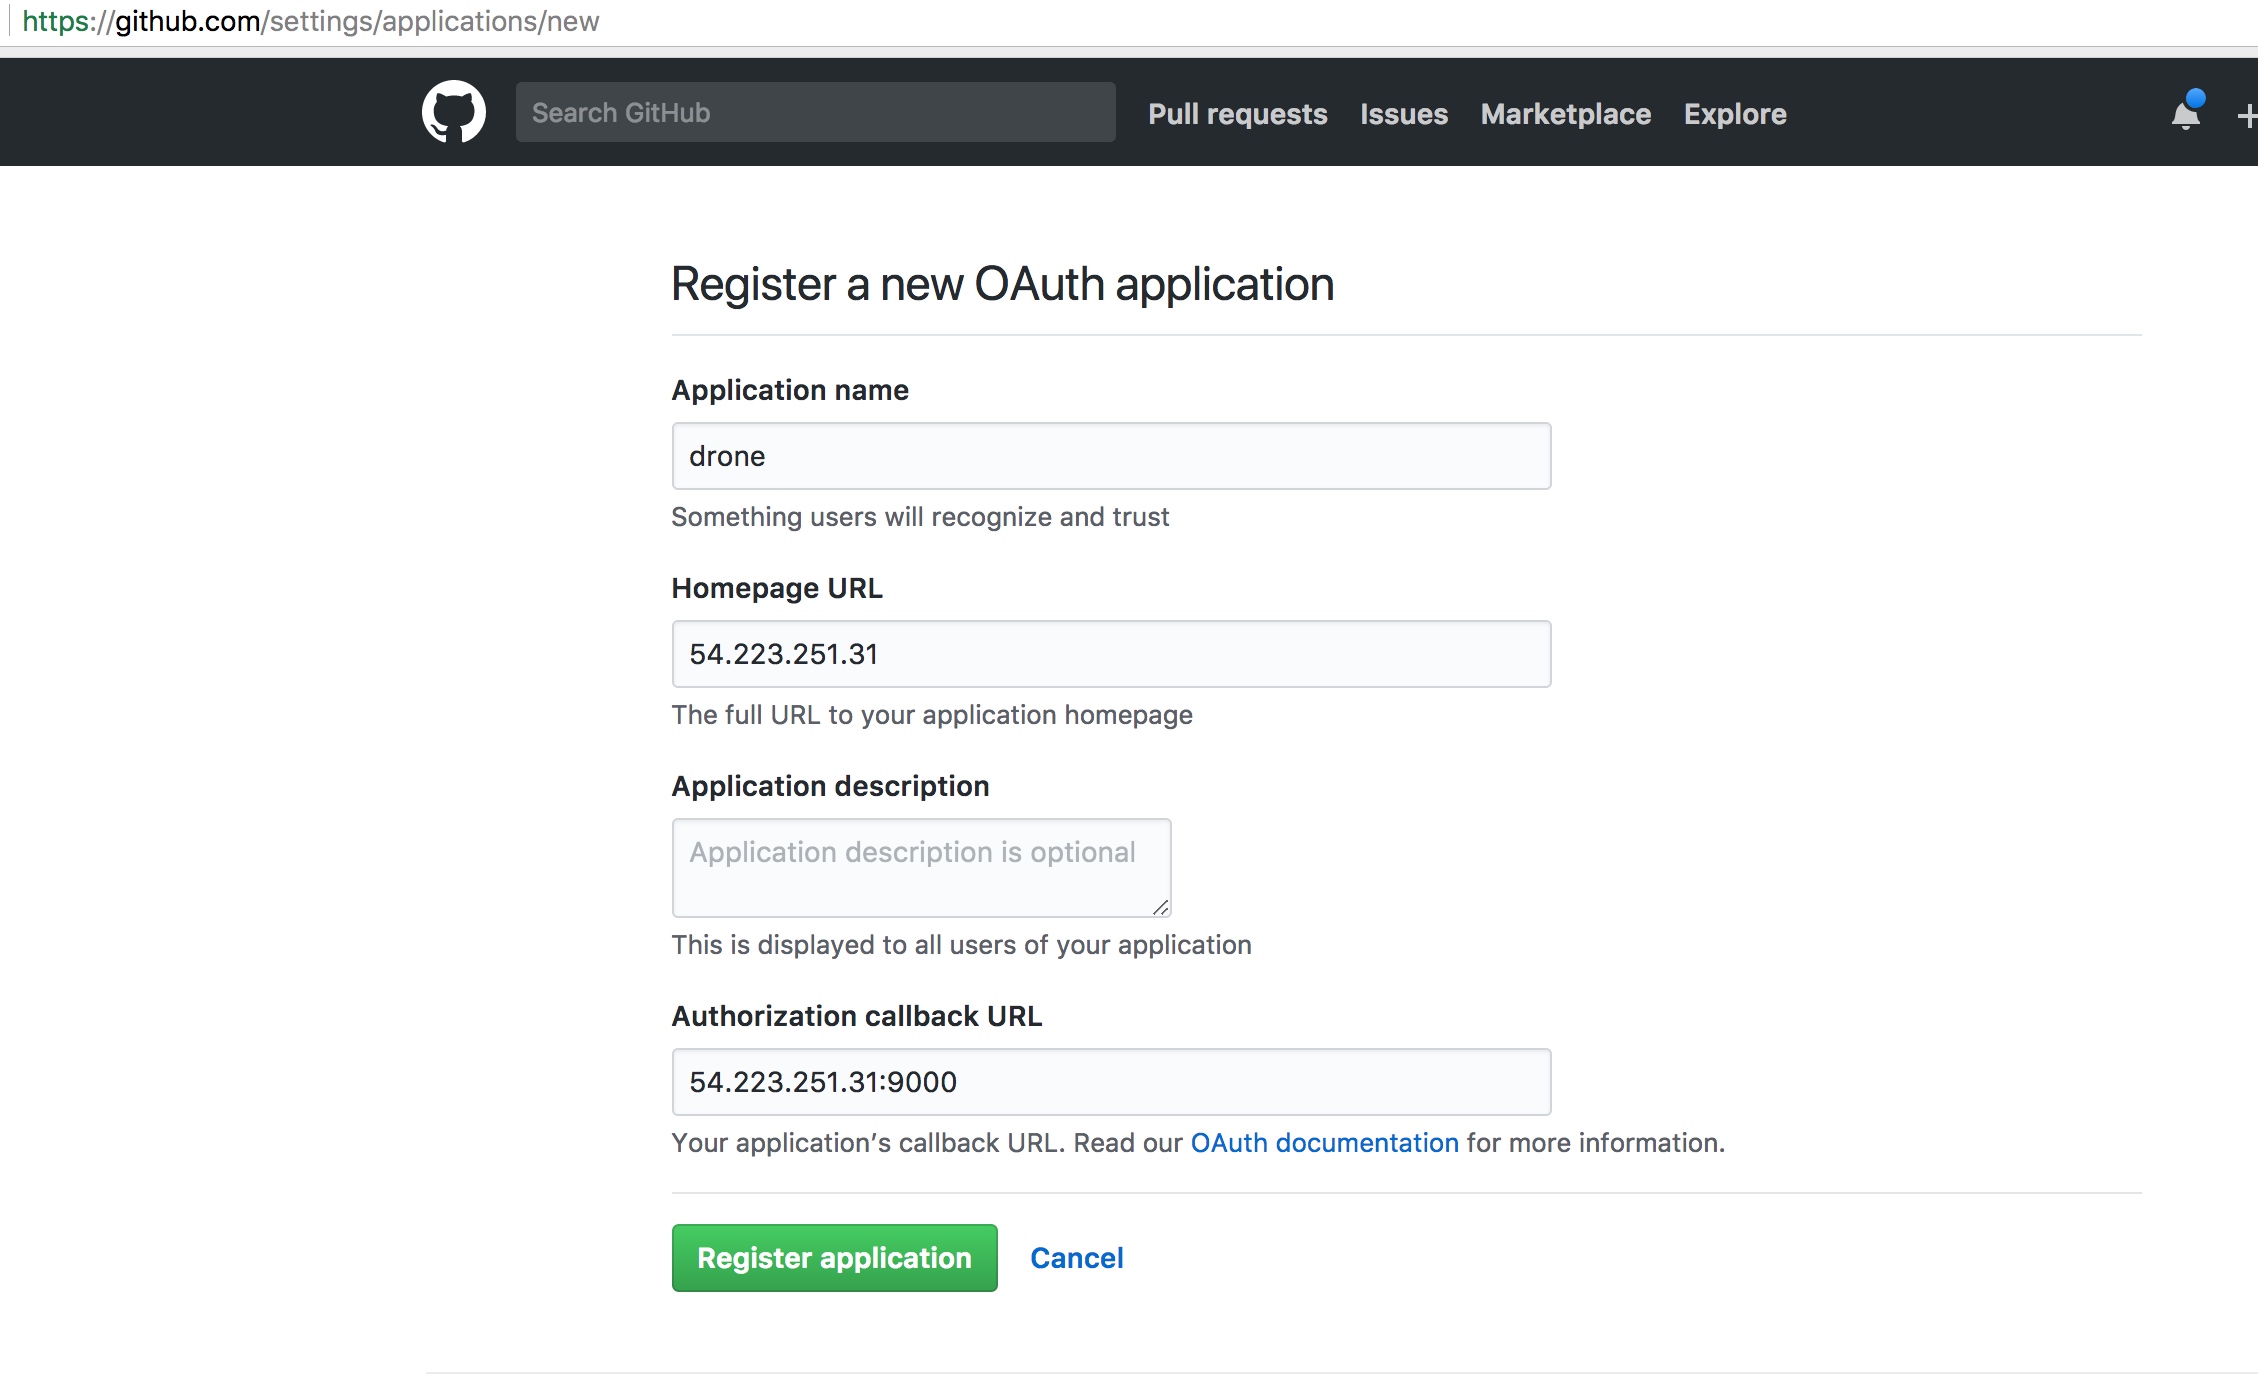 https://github.com/settings/applications/new
Search GitHub
Pull requests
Issues
Marketplace
Explore
Register a new OAuth application
Application name
drone
Something users will recognize and trust
Homepage URL
54.223.251.31
The full URL to your application homepage
Application description
Application description is optional
This is displayed to all users of your application
Authorization callback URL
54.223.251.31:9000
Your application’s callback URL. Read our OAuth documentation for more information.
Register application
Cancel